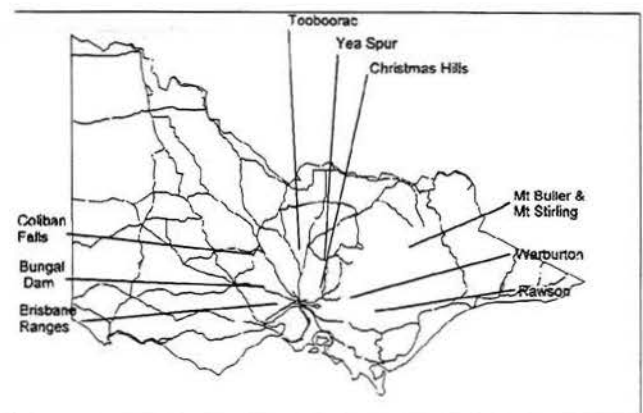 Tooboorac
Yea Spur
Christmas Hills
Mt Buller &
Mt Stirling
Coliban
Falls
Warburton
Bungal
Dam
Rawson
Brisbane
Ranges